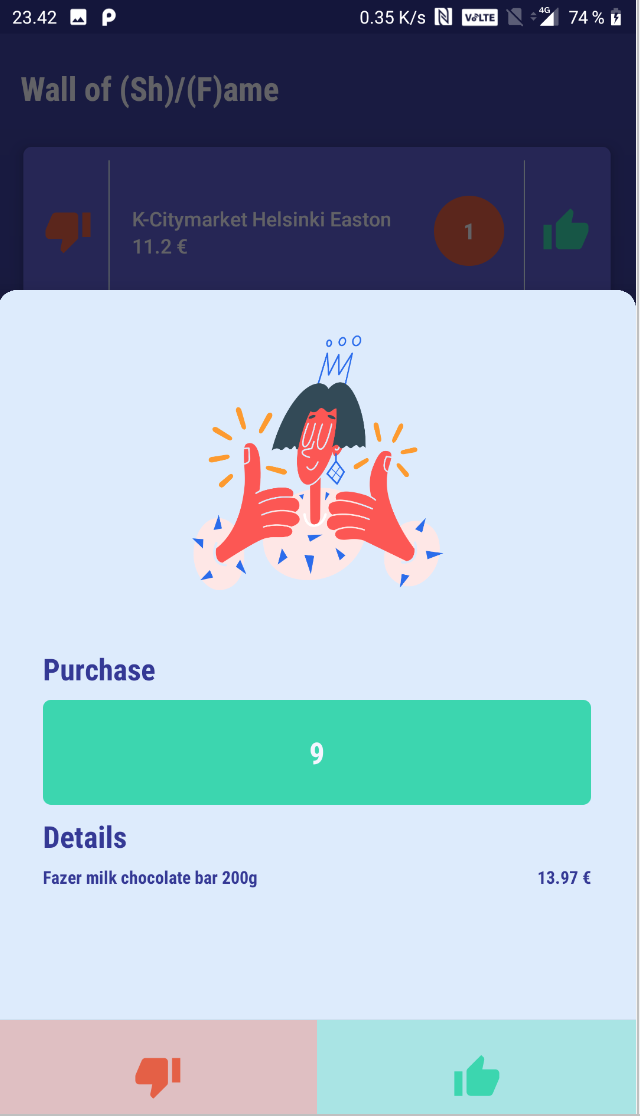 23.42 0.35 K/s VoLTE 4G 74 %
Wall of (Sh)/(F)ame
K-Citymarket Helsinki Easton
11.2 €
1
Purchase
9
Details
Fazer milk chocolate bar 200g 13.97 €